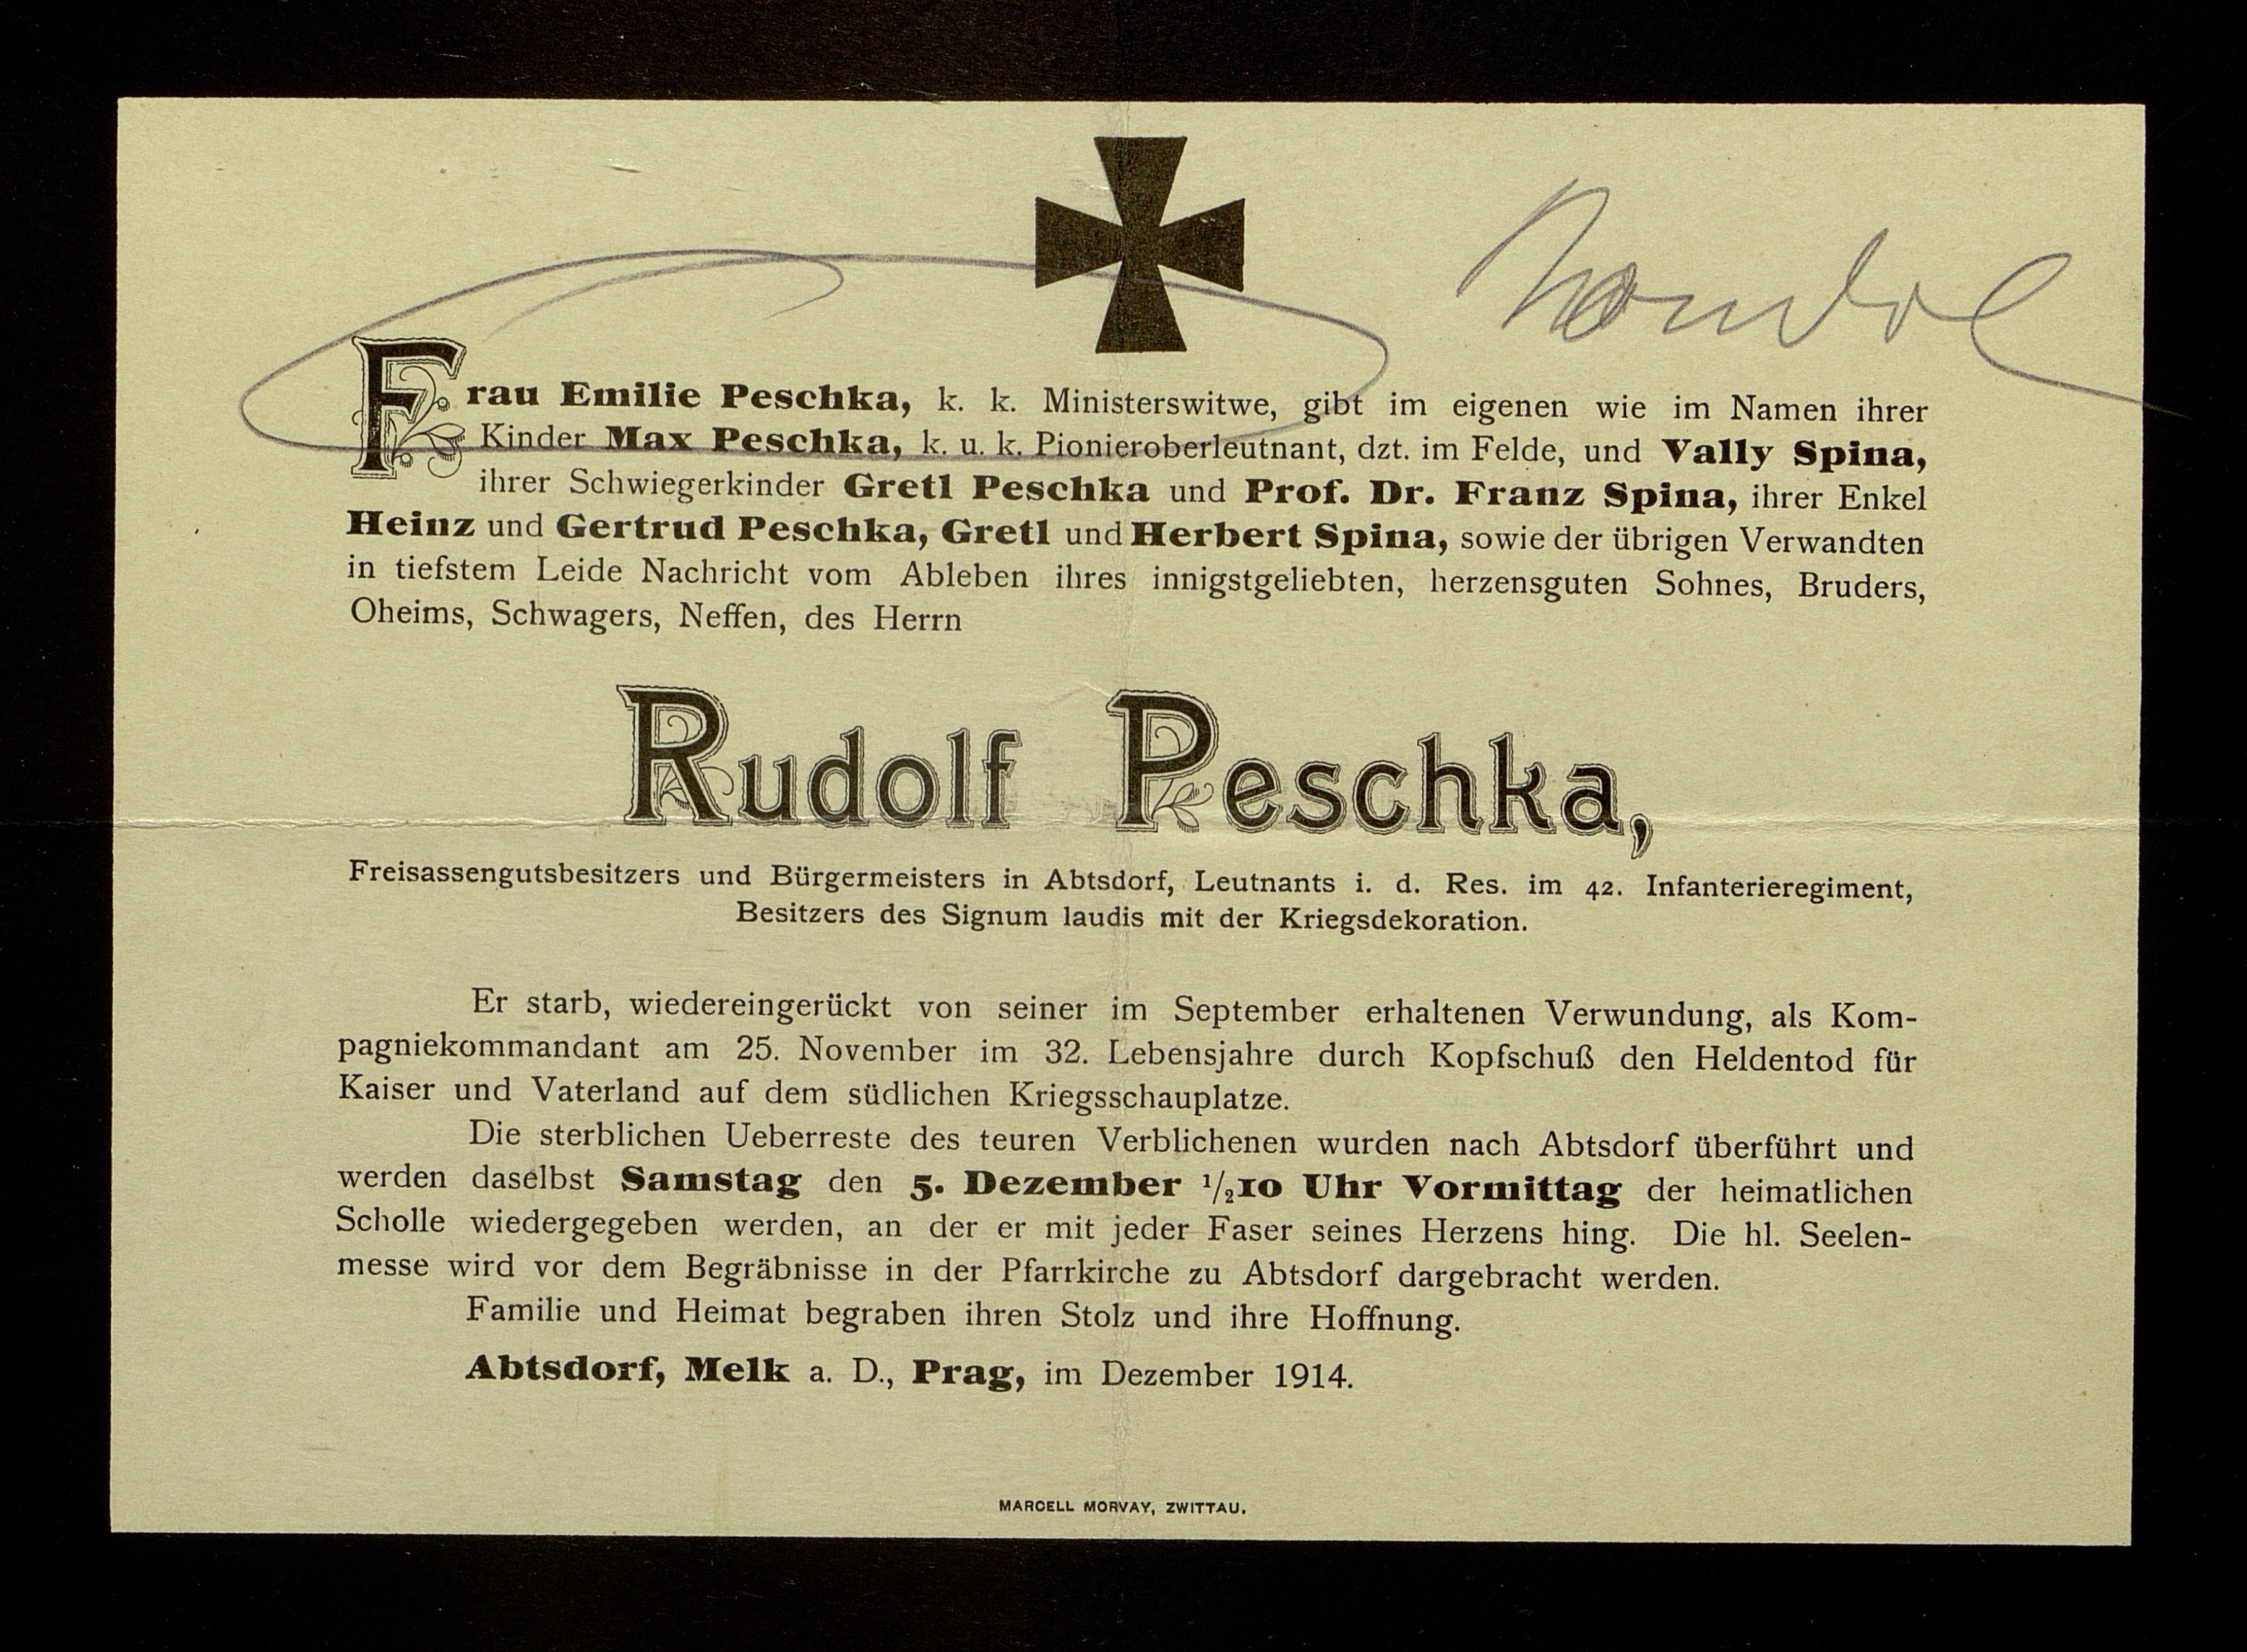 Frau Emilie Peschka, k. k. Ministerswitwe, gibt im eigenen wie im Namen ihrer
Kinder Max Peschka, k. u. k. Pionieroberleutnant, dzt. im Felde, und Vally Spina,
ihrer Schwiegerkinder Gretl Peschka und Prof. Dr. Franz Spina, ihrer Enkel
Heinz und Gertrud Peschka, Gretl und Herbert Spina, sowie der übrigen Verwandten
in tiefstem Leide Nachricht vom Ableben ihres innigstgeliebten, herzensguten Sohnes, Bruders,
Oheims, Schwagers, Neffen, des Herrn
Rudolf Peschka,
Freisassengutsbesitzers und Bürgermeisters in Abtsdorf, Leutnants i. d. Res. im 42. Infanterieregiment,
Besitzers des Signum laudis mit der Kriegsdekoration.
Er starb, wiedereingerückt von seiner im September erhaltenen Verwundung, als Kom-
pagniekommandant am 25. November im 32. Lebensjahre durch Kopfschuß den Heldentod für
Kaiser und Vaterland auf dem südlichen Kriegsschauplatze.
Die sterblichen Ueberreste des teuren Verblichenen wurden nach Abtsdorf überführt und
werden daselbst Samstag den 5. Dezember 1/210 Uhr Vormittag der heimatlichen
Scholle wiedergegeben werden, an der er mit jeder Faser seines Herzens hing. Die hl. Seelen-
messe wird vor dem Begräbnisse in der Pfarrkirche zu Abtsdorf dargebracht werden.
Familie und Heimat begraben ihren Stolz und ihre Hoffnung.
Abtsdorf, Melk a. D., Prag, im Dezember 1914.
MARCELL MORVAY, ZWITTAU.